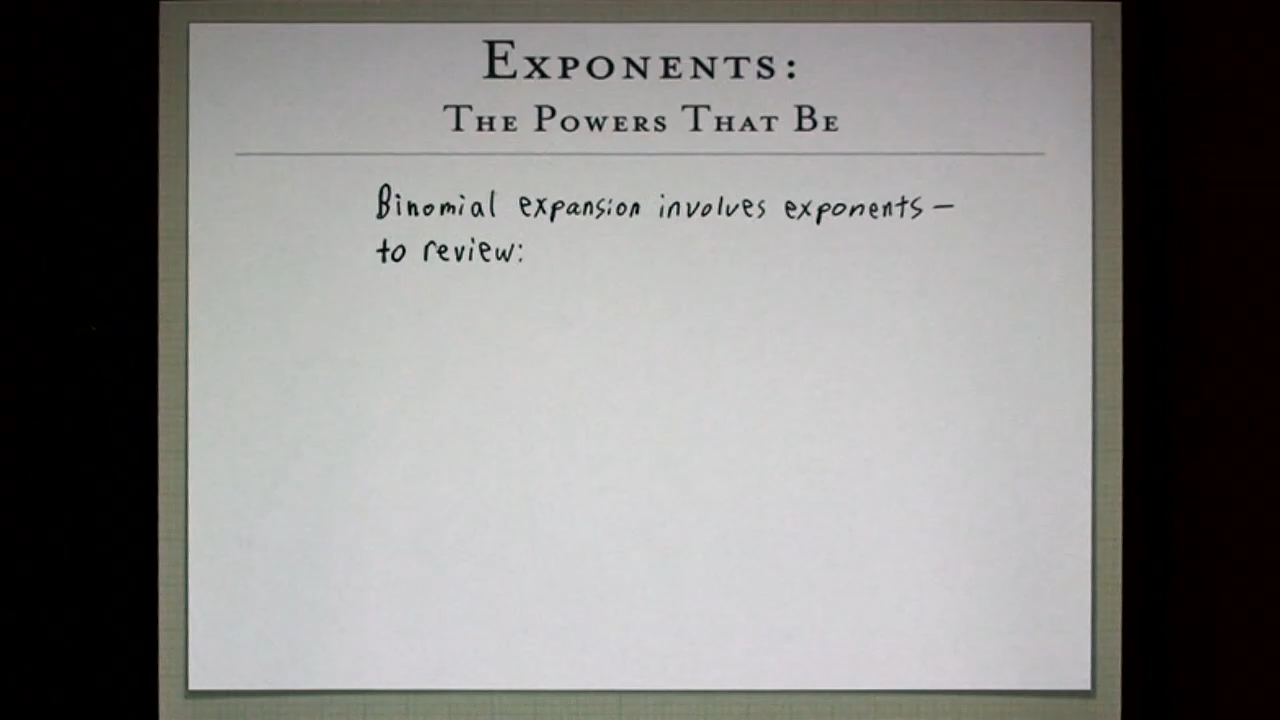 EXPONENTS:
THE POWERS THAT BE
Binomial expansion involves exponents –
to review: